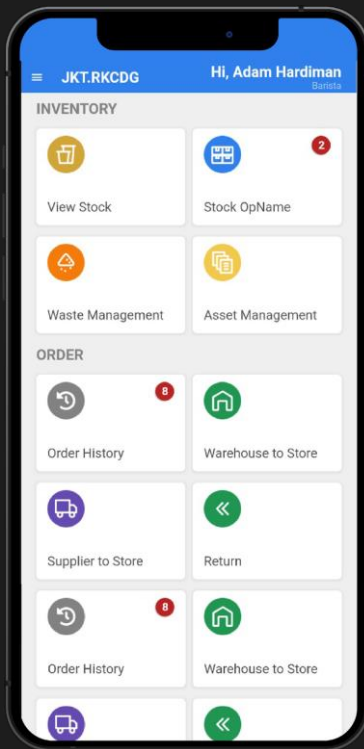 JKT.RKCDG
Hi, Adam Hardiman
Barista
INVENTORY
2
View Stock
Stock OpName
Waste Management
Asset Management
ORDER
8
Order History
Warehouse to Store
Supplier to Store
Return
8
Order History
Warehouse to Store